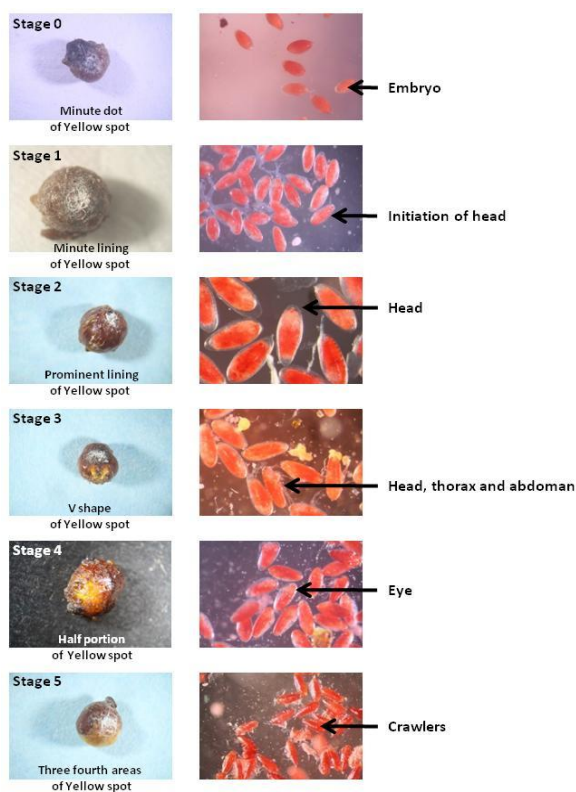 Stage 0
Minute dot
of Yellow spot
Embryo
Stage 1
Minute lining
of Yellow spot
Initiation of head
Stage 2
Prominent lining
of Yellow spot
Head
Stage 3
V shape
of Yellow spot
Head, thorax and abdoman
Stage 4
Half portion
of Yellow spot
Eye
Stage 5
Three fourth areas
of Yellow spot
Crawlers